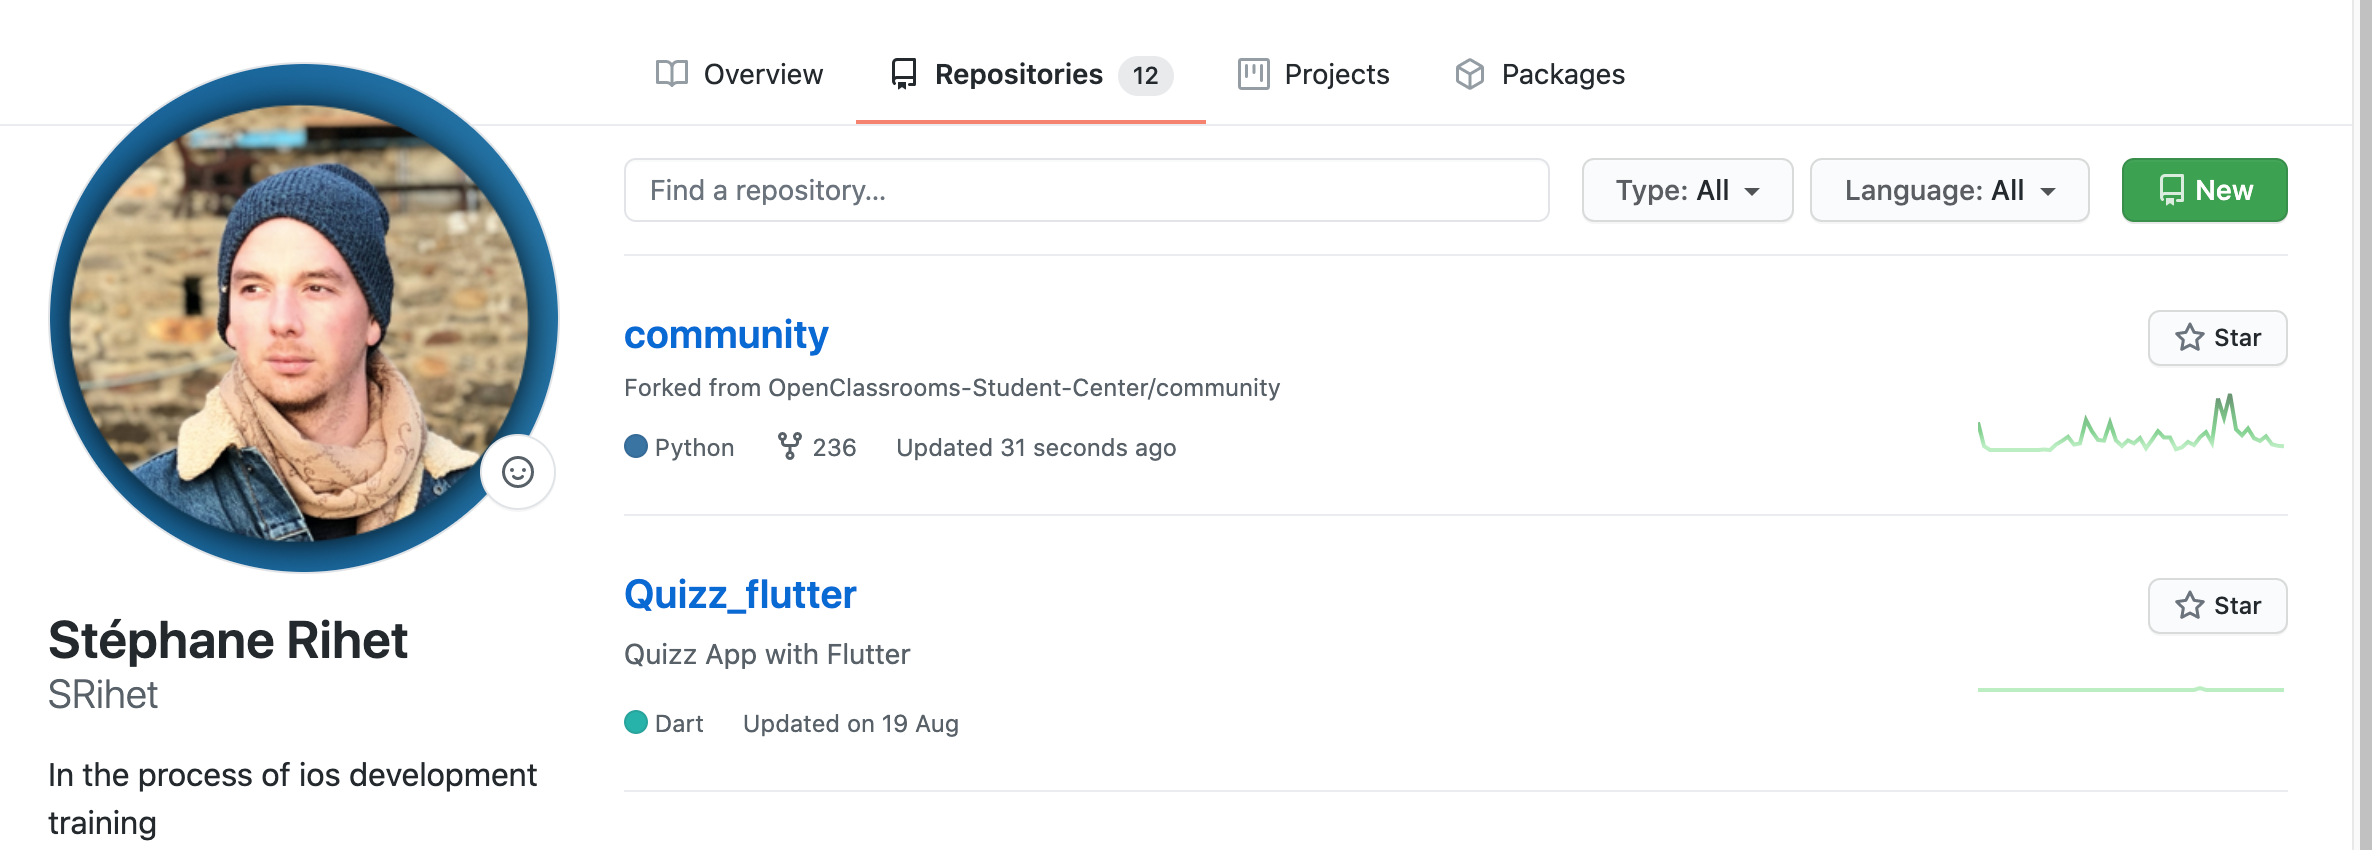 Overview
Repositories 12
Projects
Packages
Find a repository...
Type: All
Language: All
New
community
Star
Forked from OpenClassrooms-Student-Center/community
Python 236 Updated 31 seconds ago
Quizz_flutter
Star
Quizz App with Flutter
Dart Updated on 19 Aug
Stéphane Rihet
SRihet
In the process of ios development
training